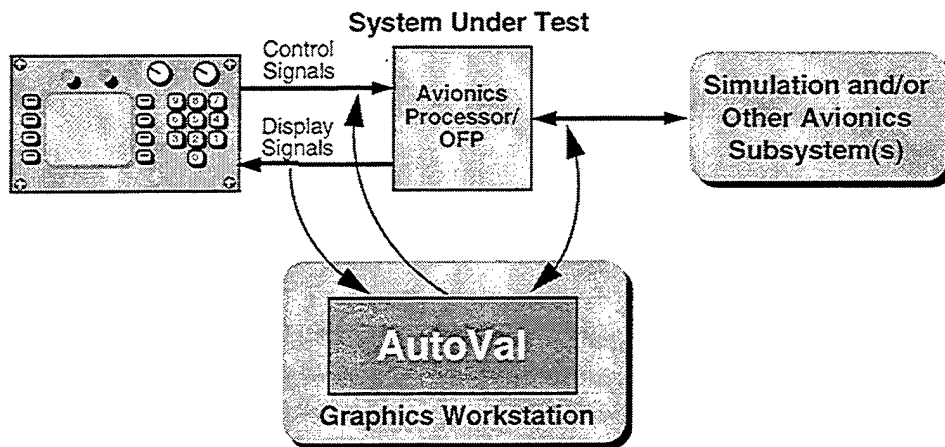 System Under Test
Control
Signals
Display
Signals
Avionics
Processor/
OFP
Simulation and/or
Other Avionics
Subsystem(s)
AutoVal
Graphics Workstation